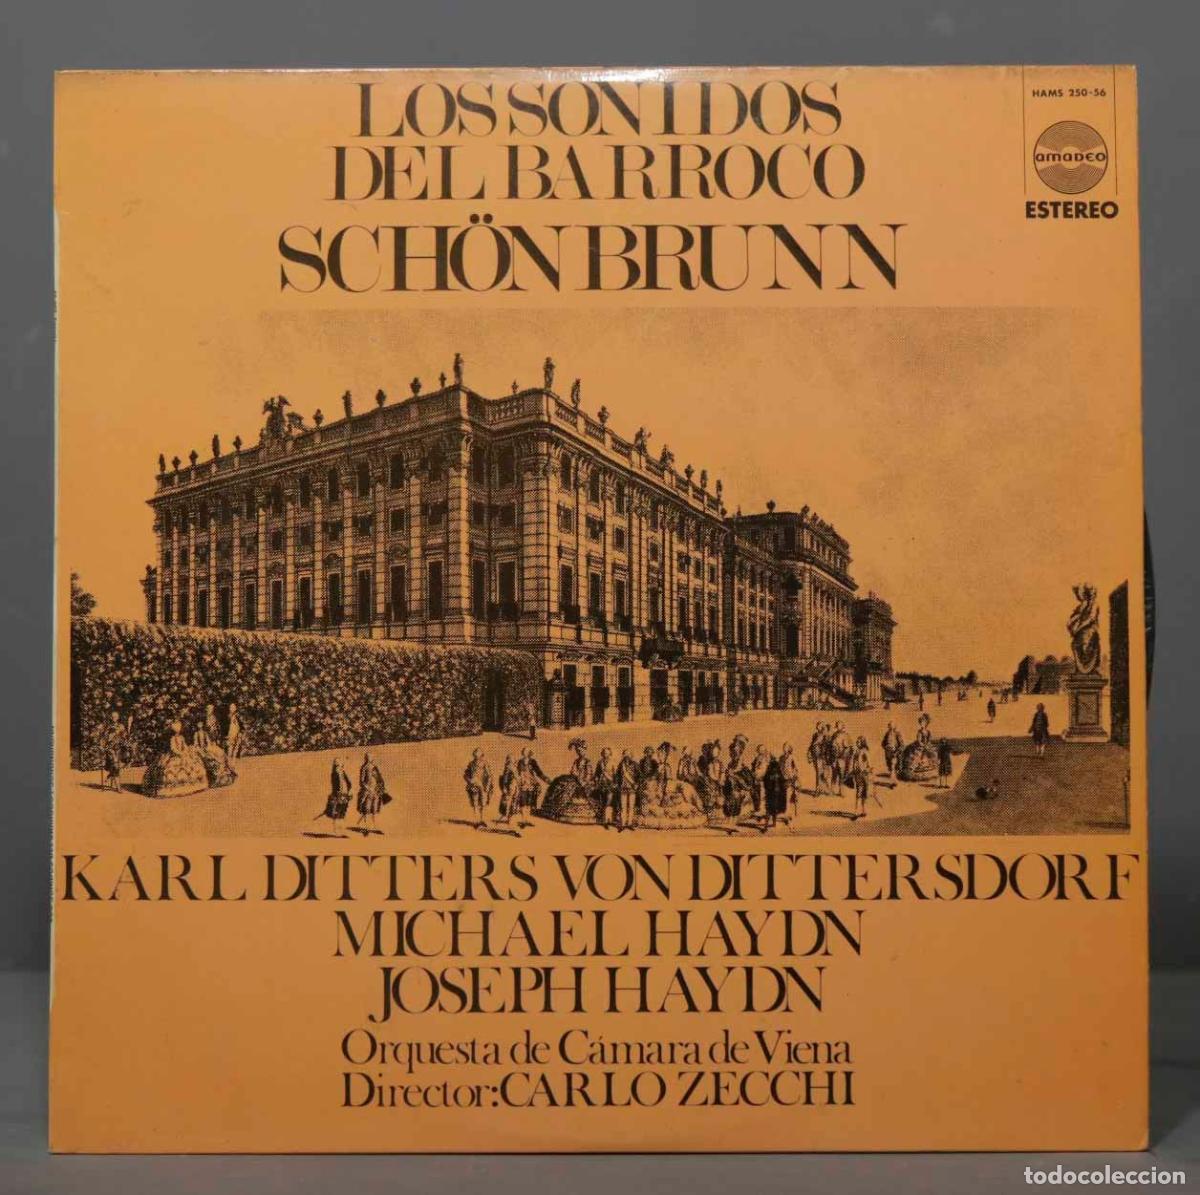 LOS SONIDOS
DEL BARROCO
SCHÖNBRUNN
HAMS 250-56
amaDEO
ESTEREO
KARL DITTERS VON DITTERSDORF
MICHAEL HAYDN
JOSEPH HAYDN
Orquesta de Cámara de Viena
Director: CARLO ZECCHI
todocoleccion